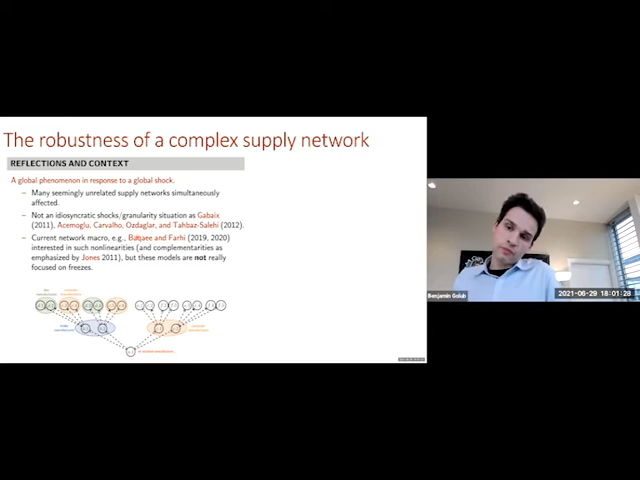 The robustness of a complex supply network
REFLECTIONS AND CONTEXT
A global phenomenon in response to a global shock.
– Many seemingly unrelated supply networks simultaneously
affected.
– Not an idiosyncratic shocks/granularity situation as Gabaix
(2011), Acemoglu, Carvalho, Ozdaglar, and Tahbaz-Salehi (2012).
– Current network macro, e.g., Baqaee and Farhi (2019, 2020)
interested in such nonlinearities (and complementarities as
emphasized by Jones 2011), but these models are not really
focused on freezes.
Benjamin Golub
2021-06-29 18:01:28